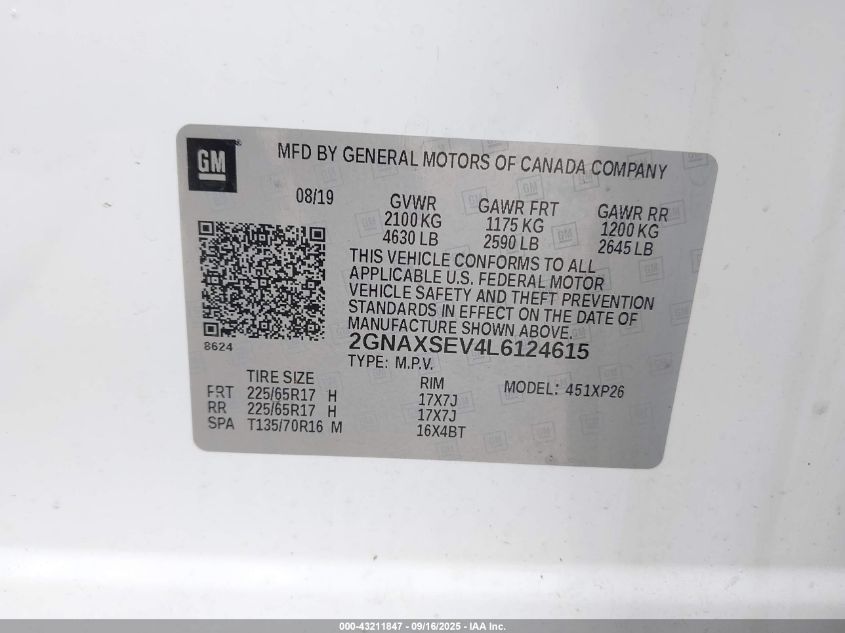 GM ®
MFD BY GENERAL MOTORS OF CANADA COMPANY
08/19 GVWR GAWR FRT GAWR RR
2100 KG 1175 KG 1200 KG
4630 LB 2590 LB 2645 LB
THIS VEHICLE CONFORMS TO ALL
APPLICABLE U.S. FEDERAL MOTOR
VEHICLE SAFETY AND THEFT PREVENTION
STANDARDS IN EFFECT ON THE DATE OF
MANUFACTURE SHOWN ABOVE.
8624
2GNAXSEV4L6124615
TYPE: M.P.V.
TIRE SIZE RIM MODEL: 451XP26
FRT 225/65R17 H 17X7J
RR 225/65R17 H 17X7J
SPA T135/70R16 M 16X4BT
000-43211847 - 09/16/2025 - IAA Inc.